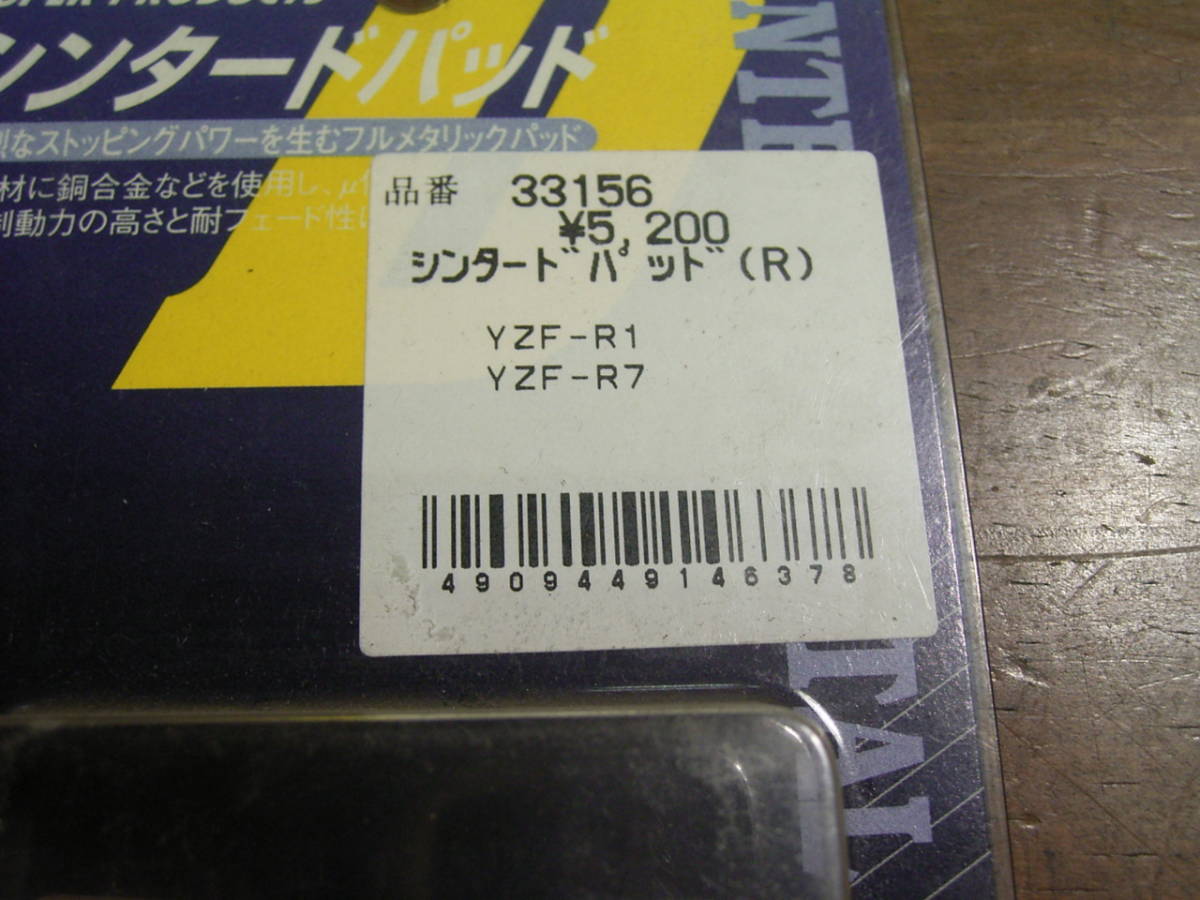 シンタードパッド
なストッピングパワーを生むフルメタリックパッド
材に銅合金などを使用し、μ
制動力の高さと耐フェード性
品番 33156
¥5,200
シンタードパッド(R)
YZF-R1
YZF-R7
4909449146378